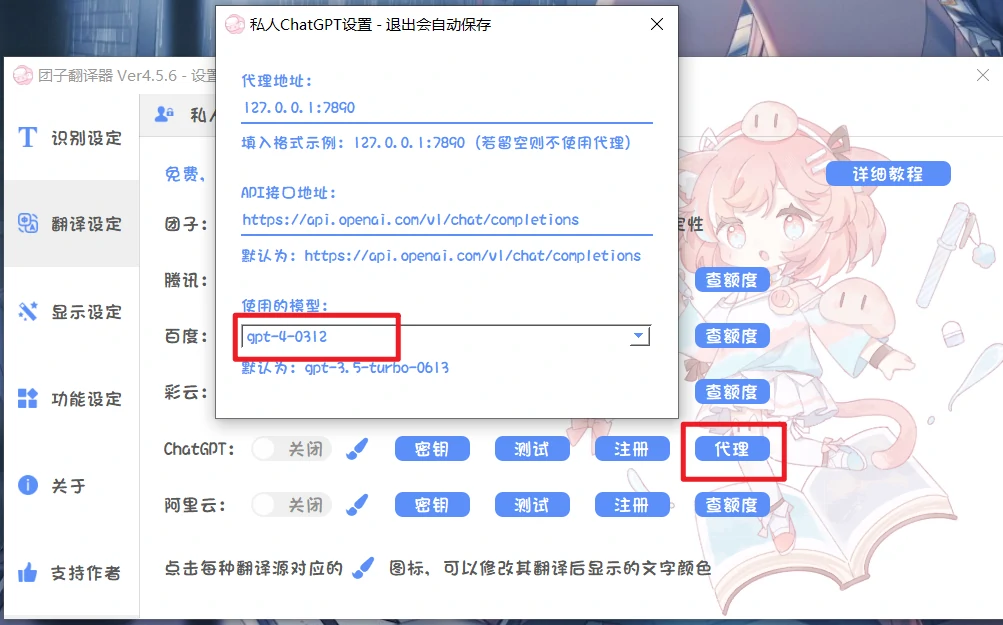 私人ChatGPT设置 - 退出会自动保存
代理地址：
127.0.0.1:7890
填入格式示例：127.0.0.1:7890（若留空则不使用代理）
API接口地址：
https://api.openai.com/v1/chat/completions
默认为：https://api.openai.com/v1/chat/completions
使用的模型：
gpt-4-0312
默认为：gpt-3.5-turbo-0613
团子翻译器 Ver4.5.6 - 设置
识别设定
翻译设定
显示设定
功能设定
关于
支持作者
私
免费、
详细教程
团子：
定性
腾讯： 查额度
百度： 查额度
彩云： 查额度
ChatGPT： 关闭 密钥 测试 注册 代理
阿里云： 关闭 密钥 测试 注册 查额度
点击每种翻译源对应的 图标、可以修改其翻译后显示的文字颜色